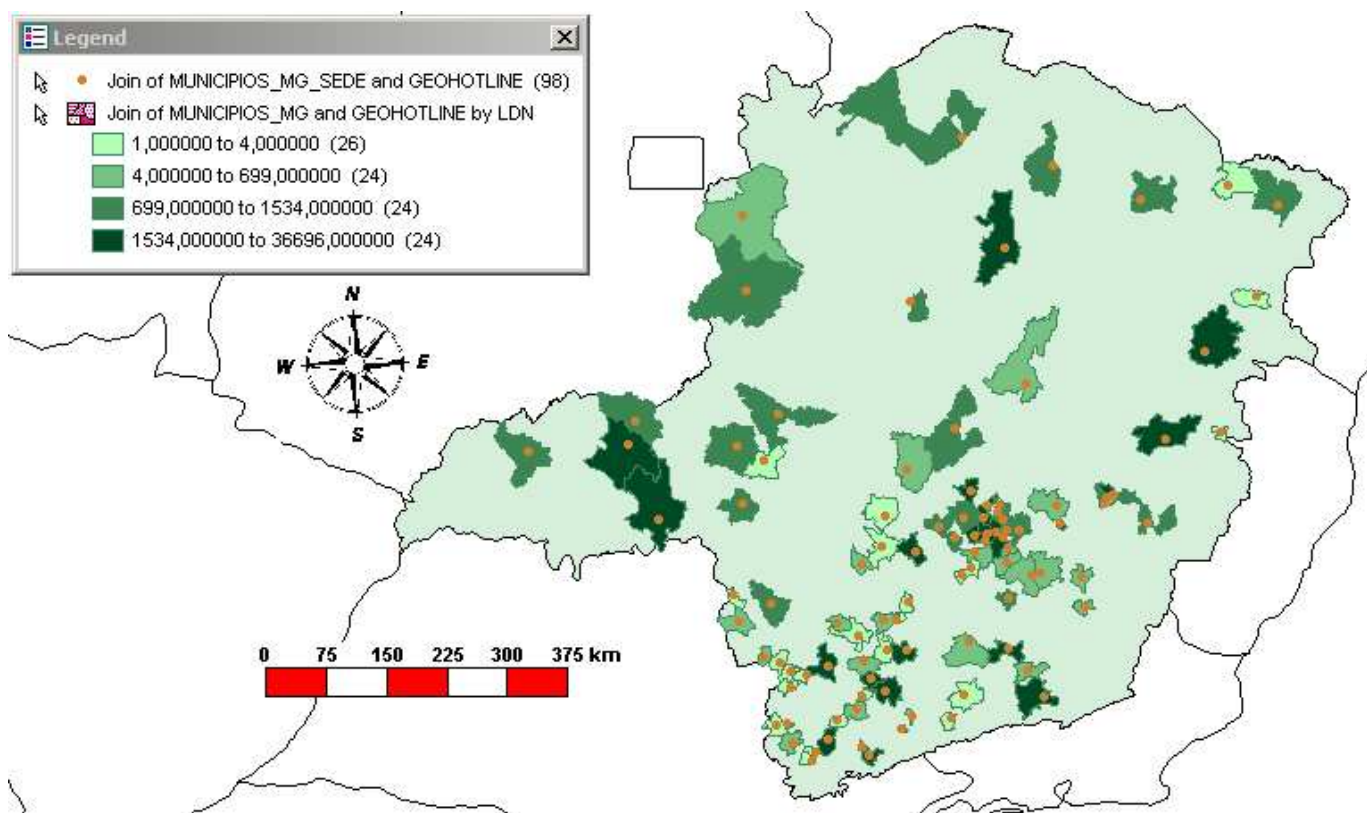 Legend
Join of MUNICIPIOS_MG_SEDE and GEOHOTLINE (98)
Join of MUNICIPIOS_MG and GEOHOTLINE by LDN
1,000000 to 4,000000 (26)
4,000000 to 699,000000 (24)
699,000000 to 1534,000000 (24)
1534,000000 to 36696,000000 (24)
N
W E
S
0 75 150 225 300 375 km